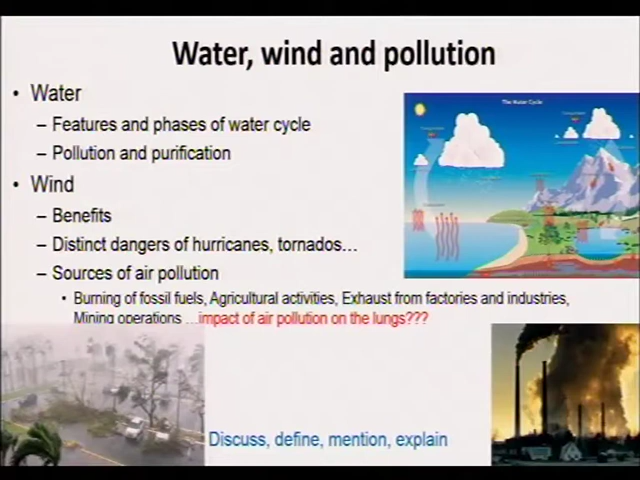 Water, wind and pollution
• Water
– Features and phases of water cycle
– Pollution and purification
• Wind
– Benefits
– Distinct dangers of hurricanes, tornados…
– Sources of air pollution
• Burning of fossil fuels, Agricultural activities, Exhaust from factories and industries,
Mining operations …impact of air pollution on the lungs???
The Water Cycle
Discuss, define, mention, explain